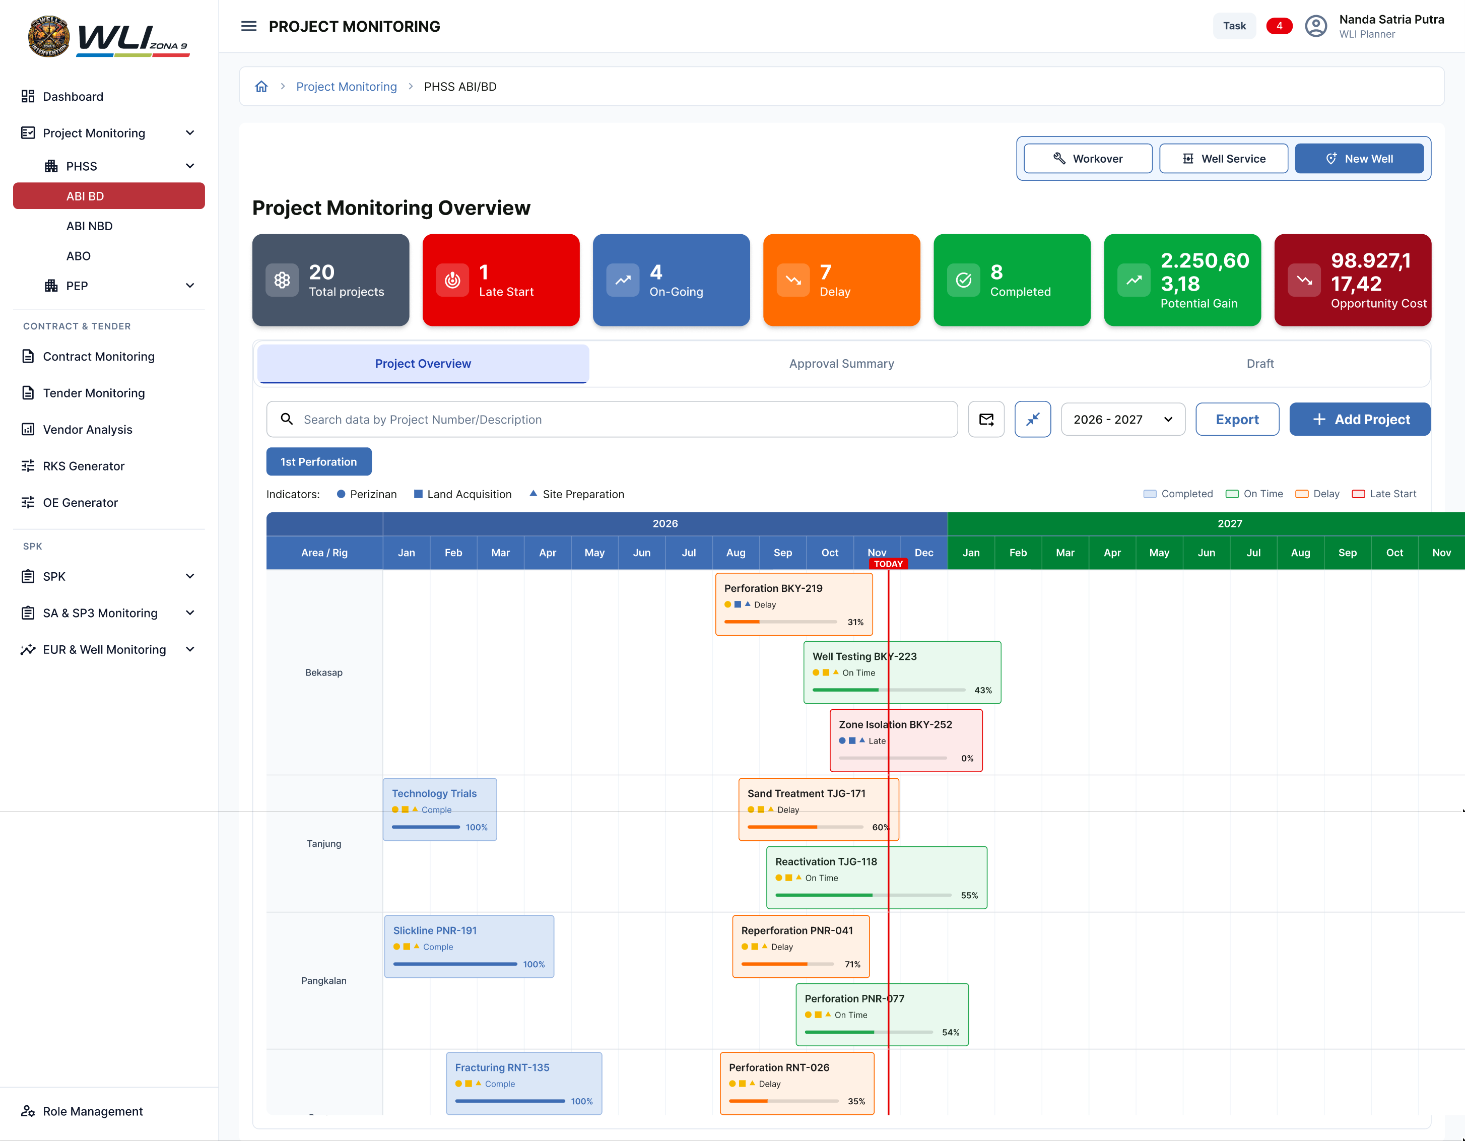 WLI ZONA 9
PROJECT MONITORING
Task
4
Nanda Satria Putra
WLI Planner
Dashboard
Project Monitoring
PHSS
ABI BD
ABI NBD
ABO
PEP
CONTRACT & TENDER
Contract Monitoring
Tender Monitoring
Vendor Analysis
RKS Generator
OE Generator
SPK
SPK
SA & SP3 Monitoring
EUR & Well Monitoring
Role Management
Project Monitoring
PHSS ABI/BD
Workover
Well Service
New Well
Project Monitoring Overview
20
Total projects
1
Late Start
4
On-Going
7
Delay
8
Completed
2.250,60
3,18
Potential Gain
98.927,1
17,42
Opportunity Cost
Project Overview
Approval Summary
Draft
Search data by Project Number/Description
2026 - 2027
Export
Add Project
1st Perforation
Indicators: Perizinan Land Acquisition Site Preparation
Completed On Time Delay Late Start
2026 2027
Area / Rig Jan Feb Mar Apr May Jun Jul Aug Sep Oct Nov Dec Jan Feb Mar Apr May Jun Jul Aug Sep Oct Nov
TODAY
Bekasap
Perforation BKY-219
Delay
31%
Well Testing BKY-223
On Time
43%
Zone Isolation BKY-252
Late
0%
Tanjung
Technology Trials
Comple
100%
Sand Treatment TJG-171
Delay
60%
Reactivation TJG-118
On Time
55%
Pangkalan
Slickline PNR-191
Comple
100%
Reperforation PNR-041
Delay
71%
Perforation PNR-077
On Time
54%
Fracturing RNT-135
Comple
100%
Perforation RNT-026
Delay
35%